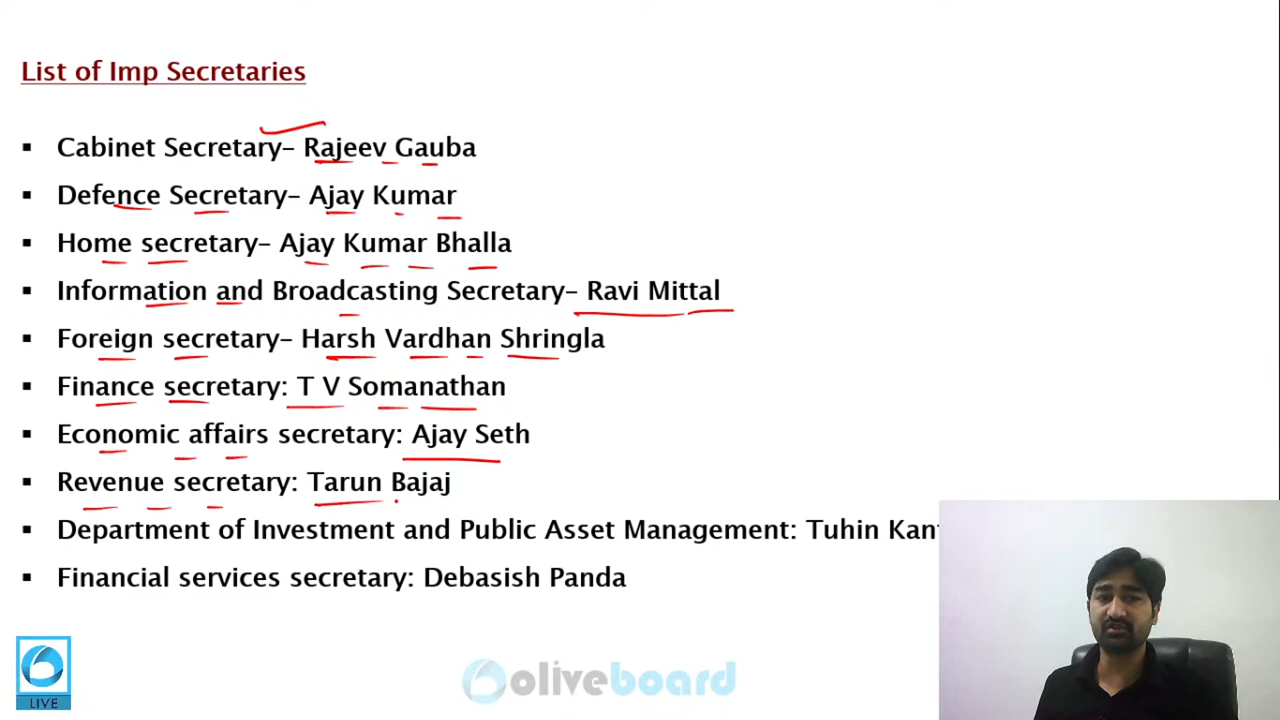 List of Imp Secretaries
▪ Cabinet Secretary– Rajeev Gauba
▪ Defence Secretary– Ajay Kumar
▪ Home secretary– Ajay Kumar Bhalla
▪ Information and Broadcasting Secretary– Ravi Mittal
▪ Foreign secretary– Harsh Vardhan Shringla
▪ Finance secretary: T V Somanathan
▪ Economic affairs secretary: Ajay Seth
▪ Revenue secretary: Tarun Bajaj
▪ Department of Investment and Public Asset Management: Tuhin
▪ Financial services secretary: Debasish Panda
LIVE
oliveboard